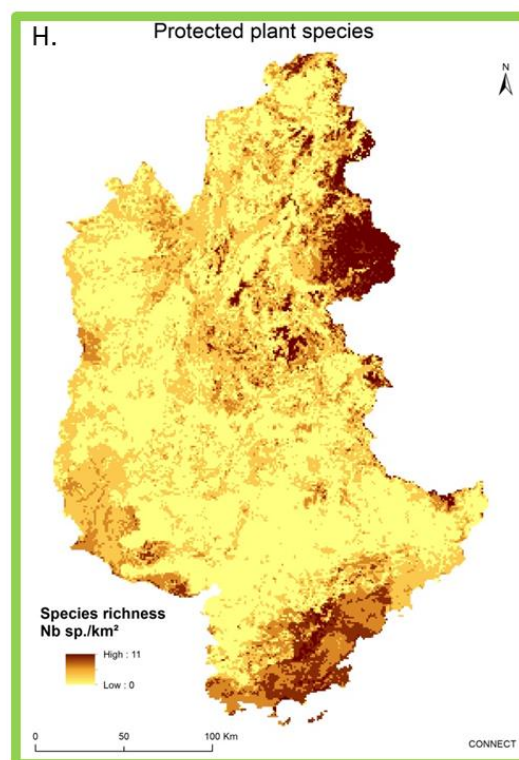 H.
Protected plant species
N
Species richness
Nb sp./km²
High : 11
Low : 0
0 50 100 Km
CONNECT